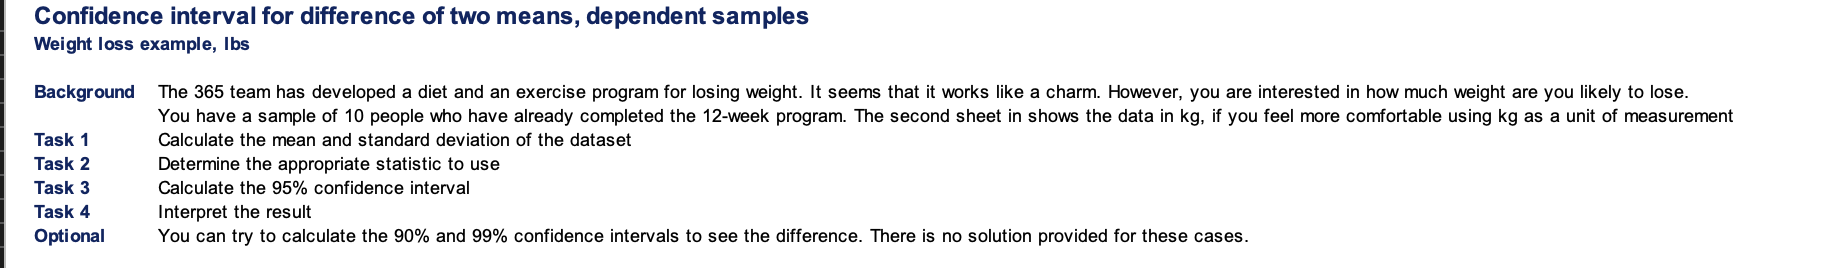 Confidence interval for difference of two means, dependent samples
Weight loss example, lbs
Background The 365 team has developed a diet and an exercise program for losing weight. It seems that it works like a charm. However, you are interested in how much weight are you likely to lose.
You have a sample of 10 people who have already completed the 12-week program. The second sheet in shows the data in kg, if you feel more comfortable using kg as a unit of measurement
Task 1 Calculate the mean and standard deviation of the dataset
Task 2 Determine the appropriate statistic to use
Task 3 Calculate the 95% confidence interval
Task 4 Interpret the result
Optional You can try to calculate the 90% and 99% confidence intervals to see the difference. There is no solution provided for these cases.